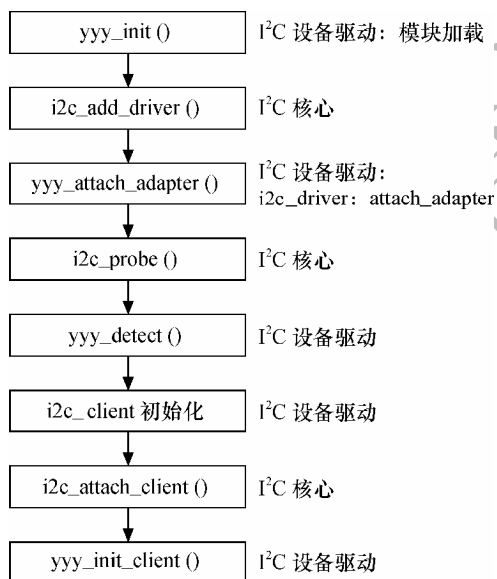 yyy_init () I²C 设备驱动：模块加载
i2c_add_driver () I²C 核心
yyy_attach_adapter () I²C 设备驱动：
i2c_driver：attach_adapter
i2c_probe () I²C 核心
yyy_detect () I²C 设备驱动
i2c_client 初始化 I²C 设备驱动
i2c_attach_client () I²C 核心
yyy_init_client () I²C 设备驱动